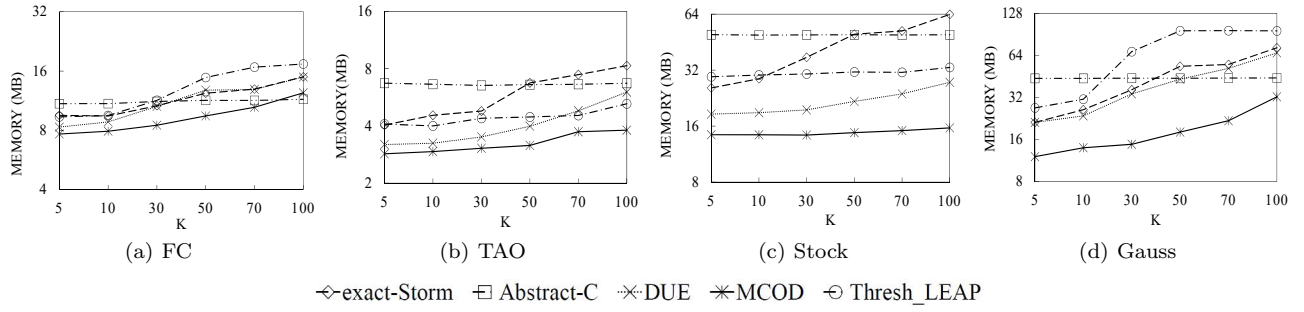 MEMORY (MB)
32
16
8
4
5 10 30 50 70 100
K
(a) FC
MEMORY(MB)
16
8
4
2
5 10 30 50 70 100
K
(b) TAO
MEMORY(MB)
64
32
16
8
5 10 30 50 70 100
K
(c) Stock
MEMORY (MB)
128
64
32
16
8
5 10 30 50 70 100
K
(d) Gauss
exact-Storm Abstract-C DUE MCOD Thresh_LEAP